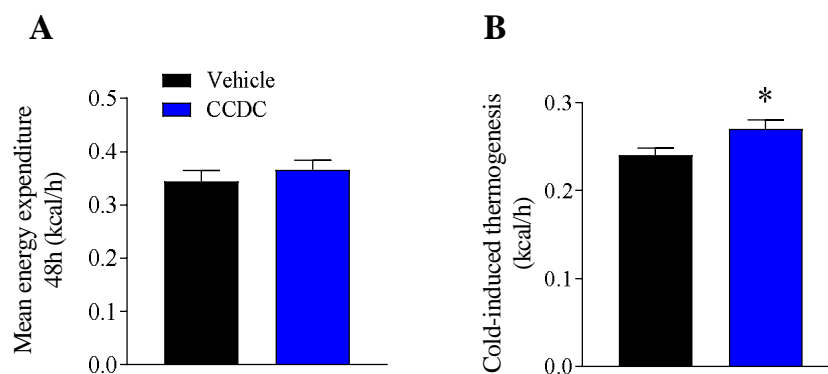 A
Vehicle
CCDC
Mean energy expenditure
48h (kcal/h)
0.5
0.4
0.3
0.2
0.1
0.0
B
*
Cold-induced thermogenesis
(kcal/h)
0.3
0.2
0.1
0.0